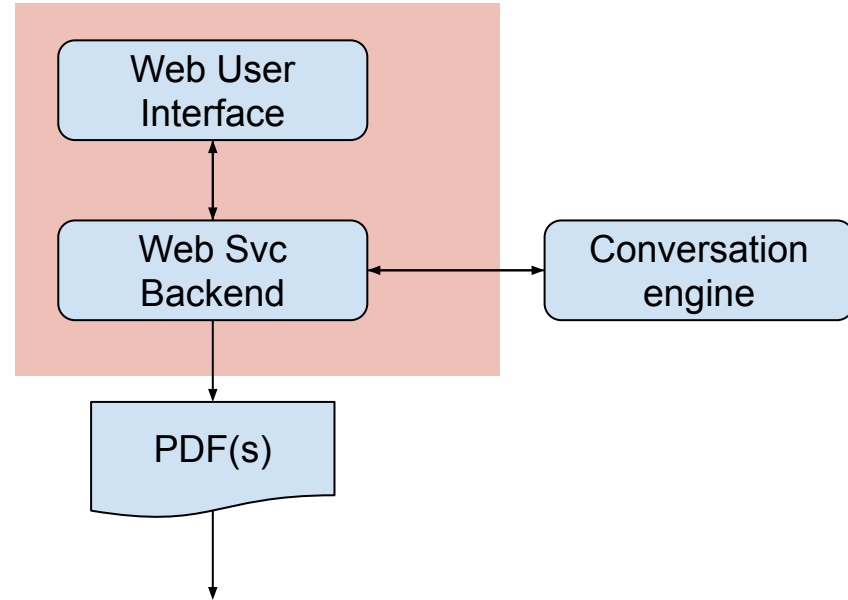 Web User
Interface
Web Svc
Backend
Conversation
engine
PDF(s)